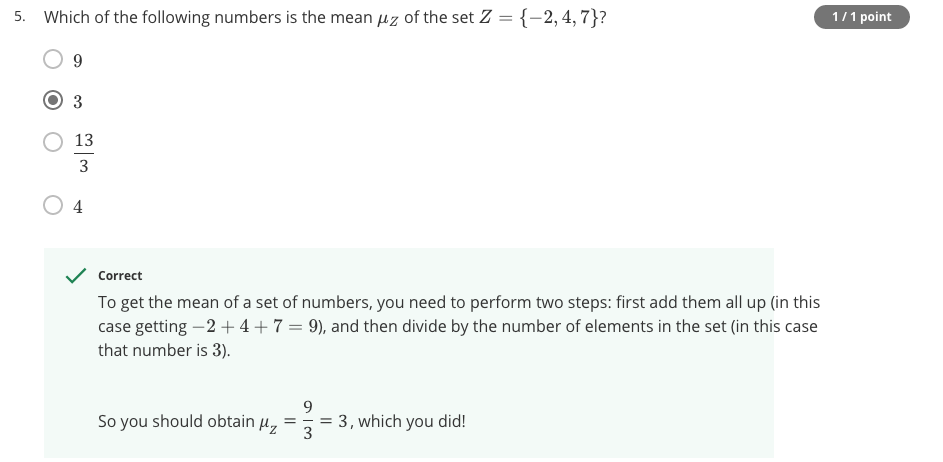 5. Which of the following numbers is the mean μ_Z of the set Z = {−2, 4, 7}?
1 / 1 point
9
3
13
3
4
Correct
To get the mean of a set of numbers, you need to perform two steps: first add them all up (in this
case getting −2 + 4 + 7 = 9), and then divide by the number of elements in the set (in this case
that number is 3).
So you should obtain μ_Z = 9/3 = 3, which you did!